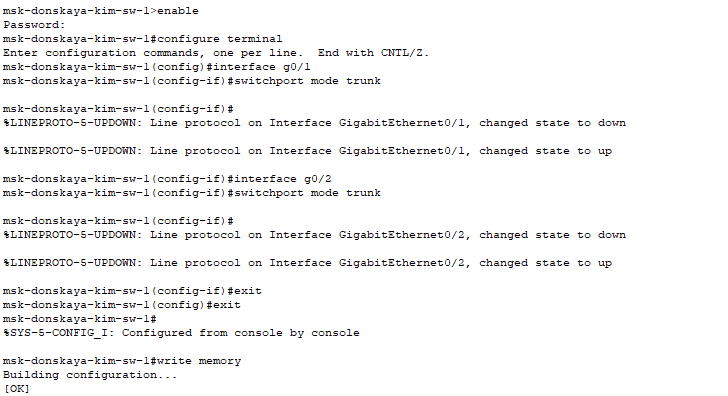 msk-donskaya-kim-sw-1>enable
Password:
msk-donskaya-kim-sw-1#configure terminal
Enter configuration commands, one per line.  End with CNTL/Z.
msk-donskaya-kim-sw-1(config)#interface g0/1
msk-donskaya-kim-sw-1(config-if)#switchport mode trunk
msk-donskaya-kim-sw-1(config-if)#
%LINEPROTO-5-UPDOWN: Line protocol on Interface GigabitEthernet0/1, changed state to down
%LINEPROTO-5-UPDOWN: Line protocol on Interface GigabitEthernet0/1, changed state to up
msk-donskaya-kim-sw-1(config-if)#interface g0/2
msk-donskaya-kim-sw-1(config-if)#switchport mode trunk
msk-donskaya-kim-sw-1(config-if)#
%LINEPROTO-5-UPDOWN: Line protocol on Interface GigabitEthernet0/2, changed state to down
%LINEPROTO-5-UPDOWN: Line protocol on Interface GigabitEthernet0/2, changed state to up
msk-donskaya-kim-sw-1(config-if)#exit
msk-donskaya-kim-sw-1(config)#exit
msk-donskaya-kim-sw-1#
%SYS-5-CONFIG_I: Configured from console by console
msk-donskaya-kim-sw-1#write memory
Building configuration...
[OK]